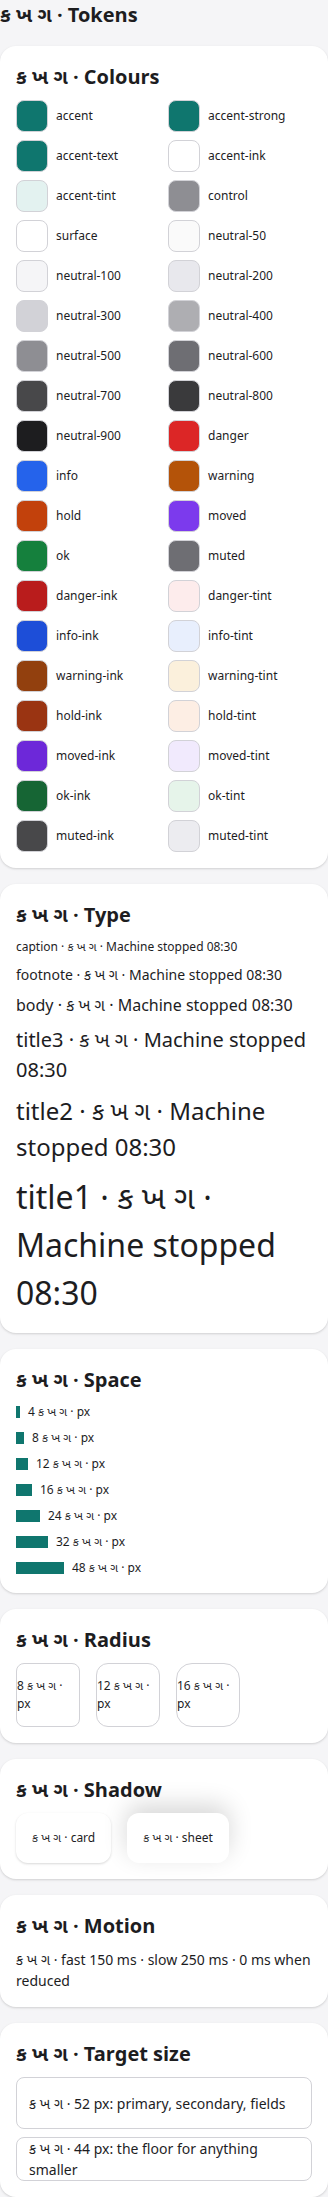 ક ખ ગ · Tokens
ક ખ ગ · Colours
accent accent-strong
accent-text accent-ink
accent-tint control
surface neutral-50
neutral-100 neutral-200
neutral-300 neutral-400
neutral-500 neutral-600
neutral-700 neutral-800
neutral-900 danger
info warning
hold moved
ok muted
danger-ink danger-tint
info-ink info-tint
warning-ink warning-tint
hold-ink hold-tint
moved-ink moved-tint
ok-ink ok-tint
muted-ink muted-tint
ક ખ ગ · Type
caption · ક ખ ગ · Machine stopped 08:30
footnote · ક ખ ગ · Machine stopped 08:30
body · ક ખ ગ · Machine stopped 08:30
title3 · ક ખ ગ · Machine stopped
08:30
title2 · ક ખ ગ · Machine
stopped 08:30
title1 · ક ખ ગ ·
Machine stopped
08:30
ક ખ ગ · Space
4 ક ખ ગ · px
8 ક ખ ગ · px
12 ક ખ ગ · px
16 ક ખ ગ · px
24 ક ખ ગ · px
32 ક ખ ગ · px
48 ક ખ ગ · px
ક ખ ગ · Radius
8 ક ખ ગ ·
px
12 ક ખ ગ ·
px
16 ક ખ ગ ·
px
ક ખ ગ · Shadow
ક ખ ગ · card
ક ખ ગ · sheet
ક ખ ગ · Motion
ક ખ ગ · fast 150 ms · slow 250 ms · 0 ms when
reduced
ક ખ ગ · Target size
ક ખ ગ · 52 px: primary, secondary, fields
ક ખ ગ · 44 px: the floor for anything
smaller